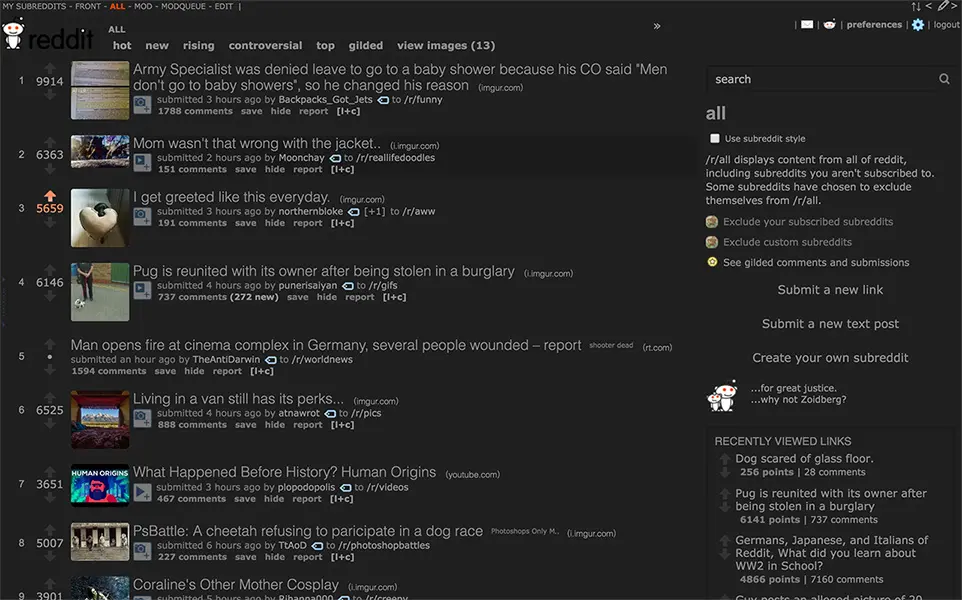 MY SUBREDDITS - FRONT - ALL - MOD - MODQUEUE - EDIT |
reddit
ALL
hot new rising controversial top gilded view images (13)
»
| | | preferences | | logout
1
9914
Army Specialist was denied leave to go to a baby shower because his CO said "Men
don't go to baby showers", so he changed his reason (imgur.com)
submitted 3 hours ago by Backpacks_Got_Jets to /r/funny
1788 comments save hide report [l+c]
2
6363
Mom wasn't that wrong with the jacket.. (i.imgur.com)
submitted 2 hours ago by Moonchay to /r/reallifedoodles
151 comments save hide report [l+c]
3
5659
I get greeted like this everyday. (imgur.com)
submitted 3 hours ago by northernbloke [+1] to /r/aww
191 comments save hide report [l+c]
4
6146
Pug is reunited with its owner after being stolen in a burglary (i.imgur.com)
submitted 4 hours ago by punerisaiyan to /r/gifs
737 comments (272 new) save hide report [l+c]
5
•
Man opens fire at cinema complex in Germany, several people wounded – report shooter dead (rt.com)
submitted an hour ago by TheAntiDarwin to /r/worldnews
1594 comments save hide report [l+c]
6
6525
Living in a van still has its perks... (imgur.com)
submitted 4 hours ago by atnawrot to /r/pics
888 comments save hide report [l+c]
7
3651
HUMAN ORIGINS
What Happened Before History? Human Origins (youtube.com)
submitted 3 hours ago by plopodopolis to /r/videos
467 comments save hide report [l+c]
8
5007
PsBattle: A cheetah refusing to paricipate in a dog race Photoshops Only M.. (i.imgur.com)
submitted 6 hours ago by TtAoD to /r/photoshopbattles
227 comments save hide report [l+c]
9
3901
Coraline's Other Mother Cosplay (i.imgur.com)
submitted 5 hours ago by Rihanna000 to /r/creepy
search
all
Use subreddit style
/r/all displays content from all of reddit,
including subreddits you aren't subscribed to.
Some subreddits have chosen to exclude
themselves from /r/all.
Exclude your subscribed subreddits
Exclude custom subreddits
See gilded comments and submissions
Submit a new link
Submit a new text post
Create your own subreddit
...for great justice.
...why not Zoidberg?
RECENTLY VIEWED LINKS
Dog scared of glass floor.
256 points | 28 comments
Pug is reunited with its owner after
being stolen in a burglary
6141 points | 737 comments
Germans, Japanese, and Italians of
Reddit, What did you learn about
WW2 in School?
4866 points | 7160 comments
Guy posts an alleged picture of 20